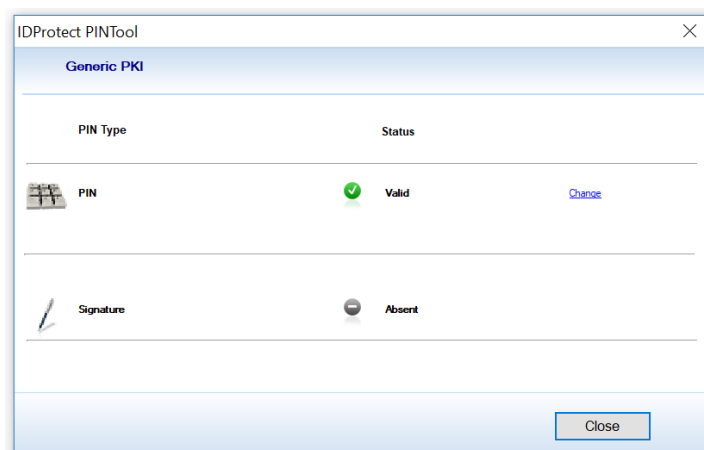 IDProtect PINTool
Generic PKI
PIN Type Status
PIN Valid Change
Signature Absent
Close